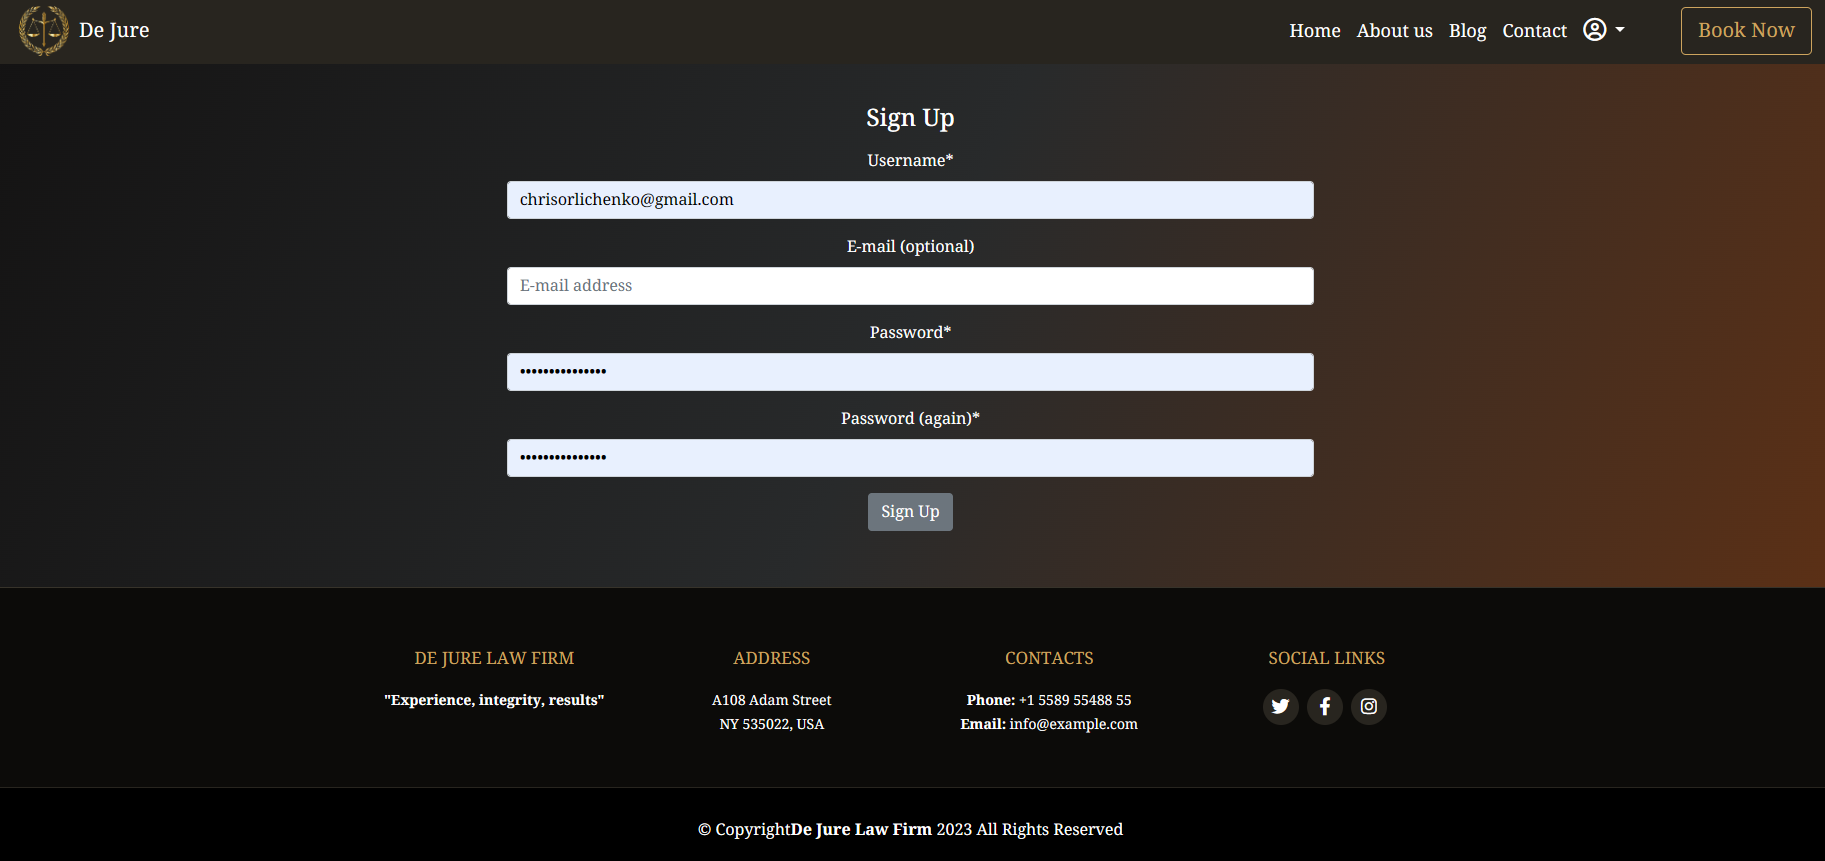 De Jure
Home About us Blog Contact
Book Now
Sign Up
Username*
chrisorlichenko@gmail.com
E-mail (optional)
E-mail address
Password*
•••••••••••••••
Password (again)*
•••••••••••••••
Sign Up
DE JURE LAW FIRM
"Experience, integrity, results"
ADDRESS
A108 Adam Street
NY 535022, USA
CONTACTS
Phone: +1 5589 55488 55
Email: info@example.com
SOCIAL LINKS
© CopyrightDe Jure Law Firm 2023 All Rights Reserved